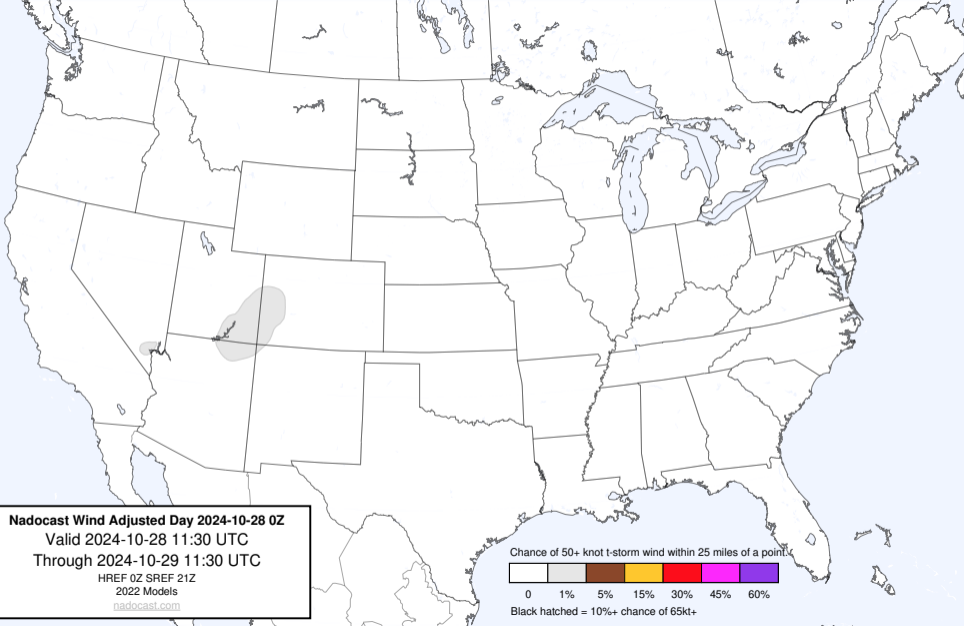 Nadocast Wind Adjusted Day 2024-10-28 0Z
Valid 2024-10-28 11:30 UTC
Through 2024-10-29 11:30 UTC
HREF 0Z SREF 21Z
2022 Models
nadocast.com
Chance of 50+ knot t-storm wind within 25 miles of a point.
0 1% 5% 15% 30% 45% 60%
Black hatched = 10%+ chance of 65kt+